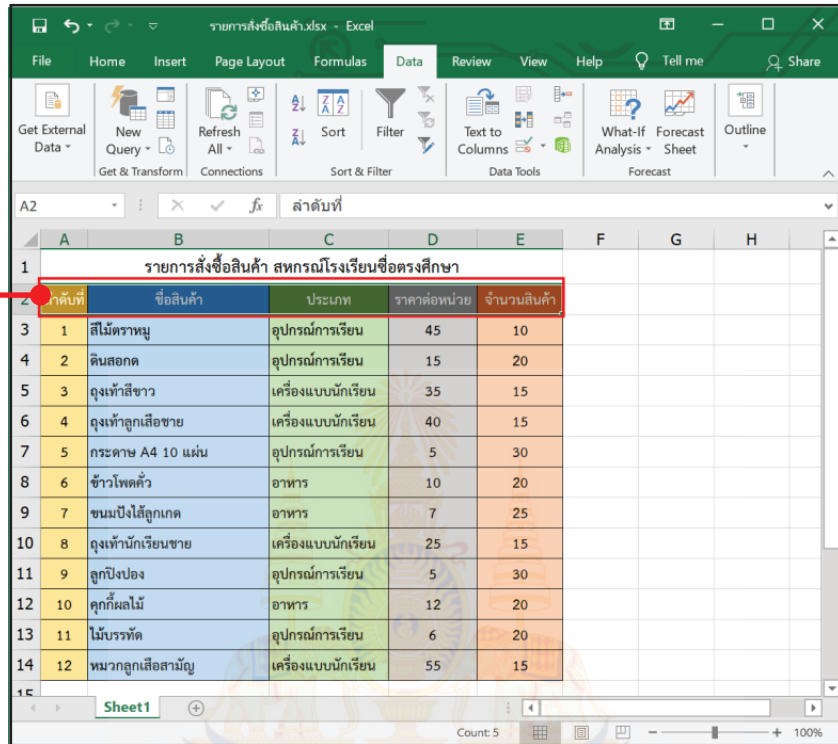 รายการสั่งซื้อสินค้า.xlsx - Excel
File Home Insert Page Layout Formulas Data Review View Help Tell me Share
Get External Data New Query Refresh All Sort Filter Text to Columns What-If Analysis Forecast Sheet Outline
Get & Transform Connections Sort & Filter Data Tools Forecast
A2 fx ลำดับที่
A B C D E F G H
1 รายการสั่งซื้อสินค้า สหกรณ์โรงเรียนซื่อตรงศึกษา
2 ลำดับที่ ชื่อสินค้า ประเภท ราคาต่อหน่วย จำนวนสินค้า
3 1 สีไม้ตราหมู อุปกรณ์การเรียน 45 10
4 2 ดินสอกด อุปกรณ์การเรียน 15 20
5 3 ถุงเท้าสีขาว เครื่องแบบนักเรียน 35 15
6 4 ถุงเท้าลูกเสือชาย เครื่องแบบนักเรียน 40 15
7 5 กระดาษ A4 10 แผ่น อุปกรณ์การเรียน 5 30
8 6 ข้าวโพดคั่ว อาหาร 10 20
9 7 ขนมปังไส้ลูกเกด อาหาร 7 25
10 8 ถุงเท้านักเรียนชาย เครื่องแบบนักเรียน 25 15
11 9 ลูกปิงปอง อุปกรณ์การเรียน 5 30
12 10 คุกกี้ผลไม้ อาหาร 12 20
13 11 ไม้บรรทัด อุปกรณ์การเรียน 6 20
14 12 หมวกลูกเสือสามัญ เครื่องแบบนักเรียน 55 15
15
Sheet1
Count: 5 100%